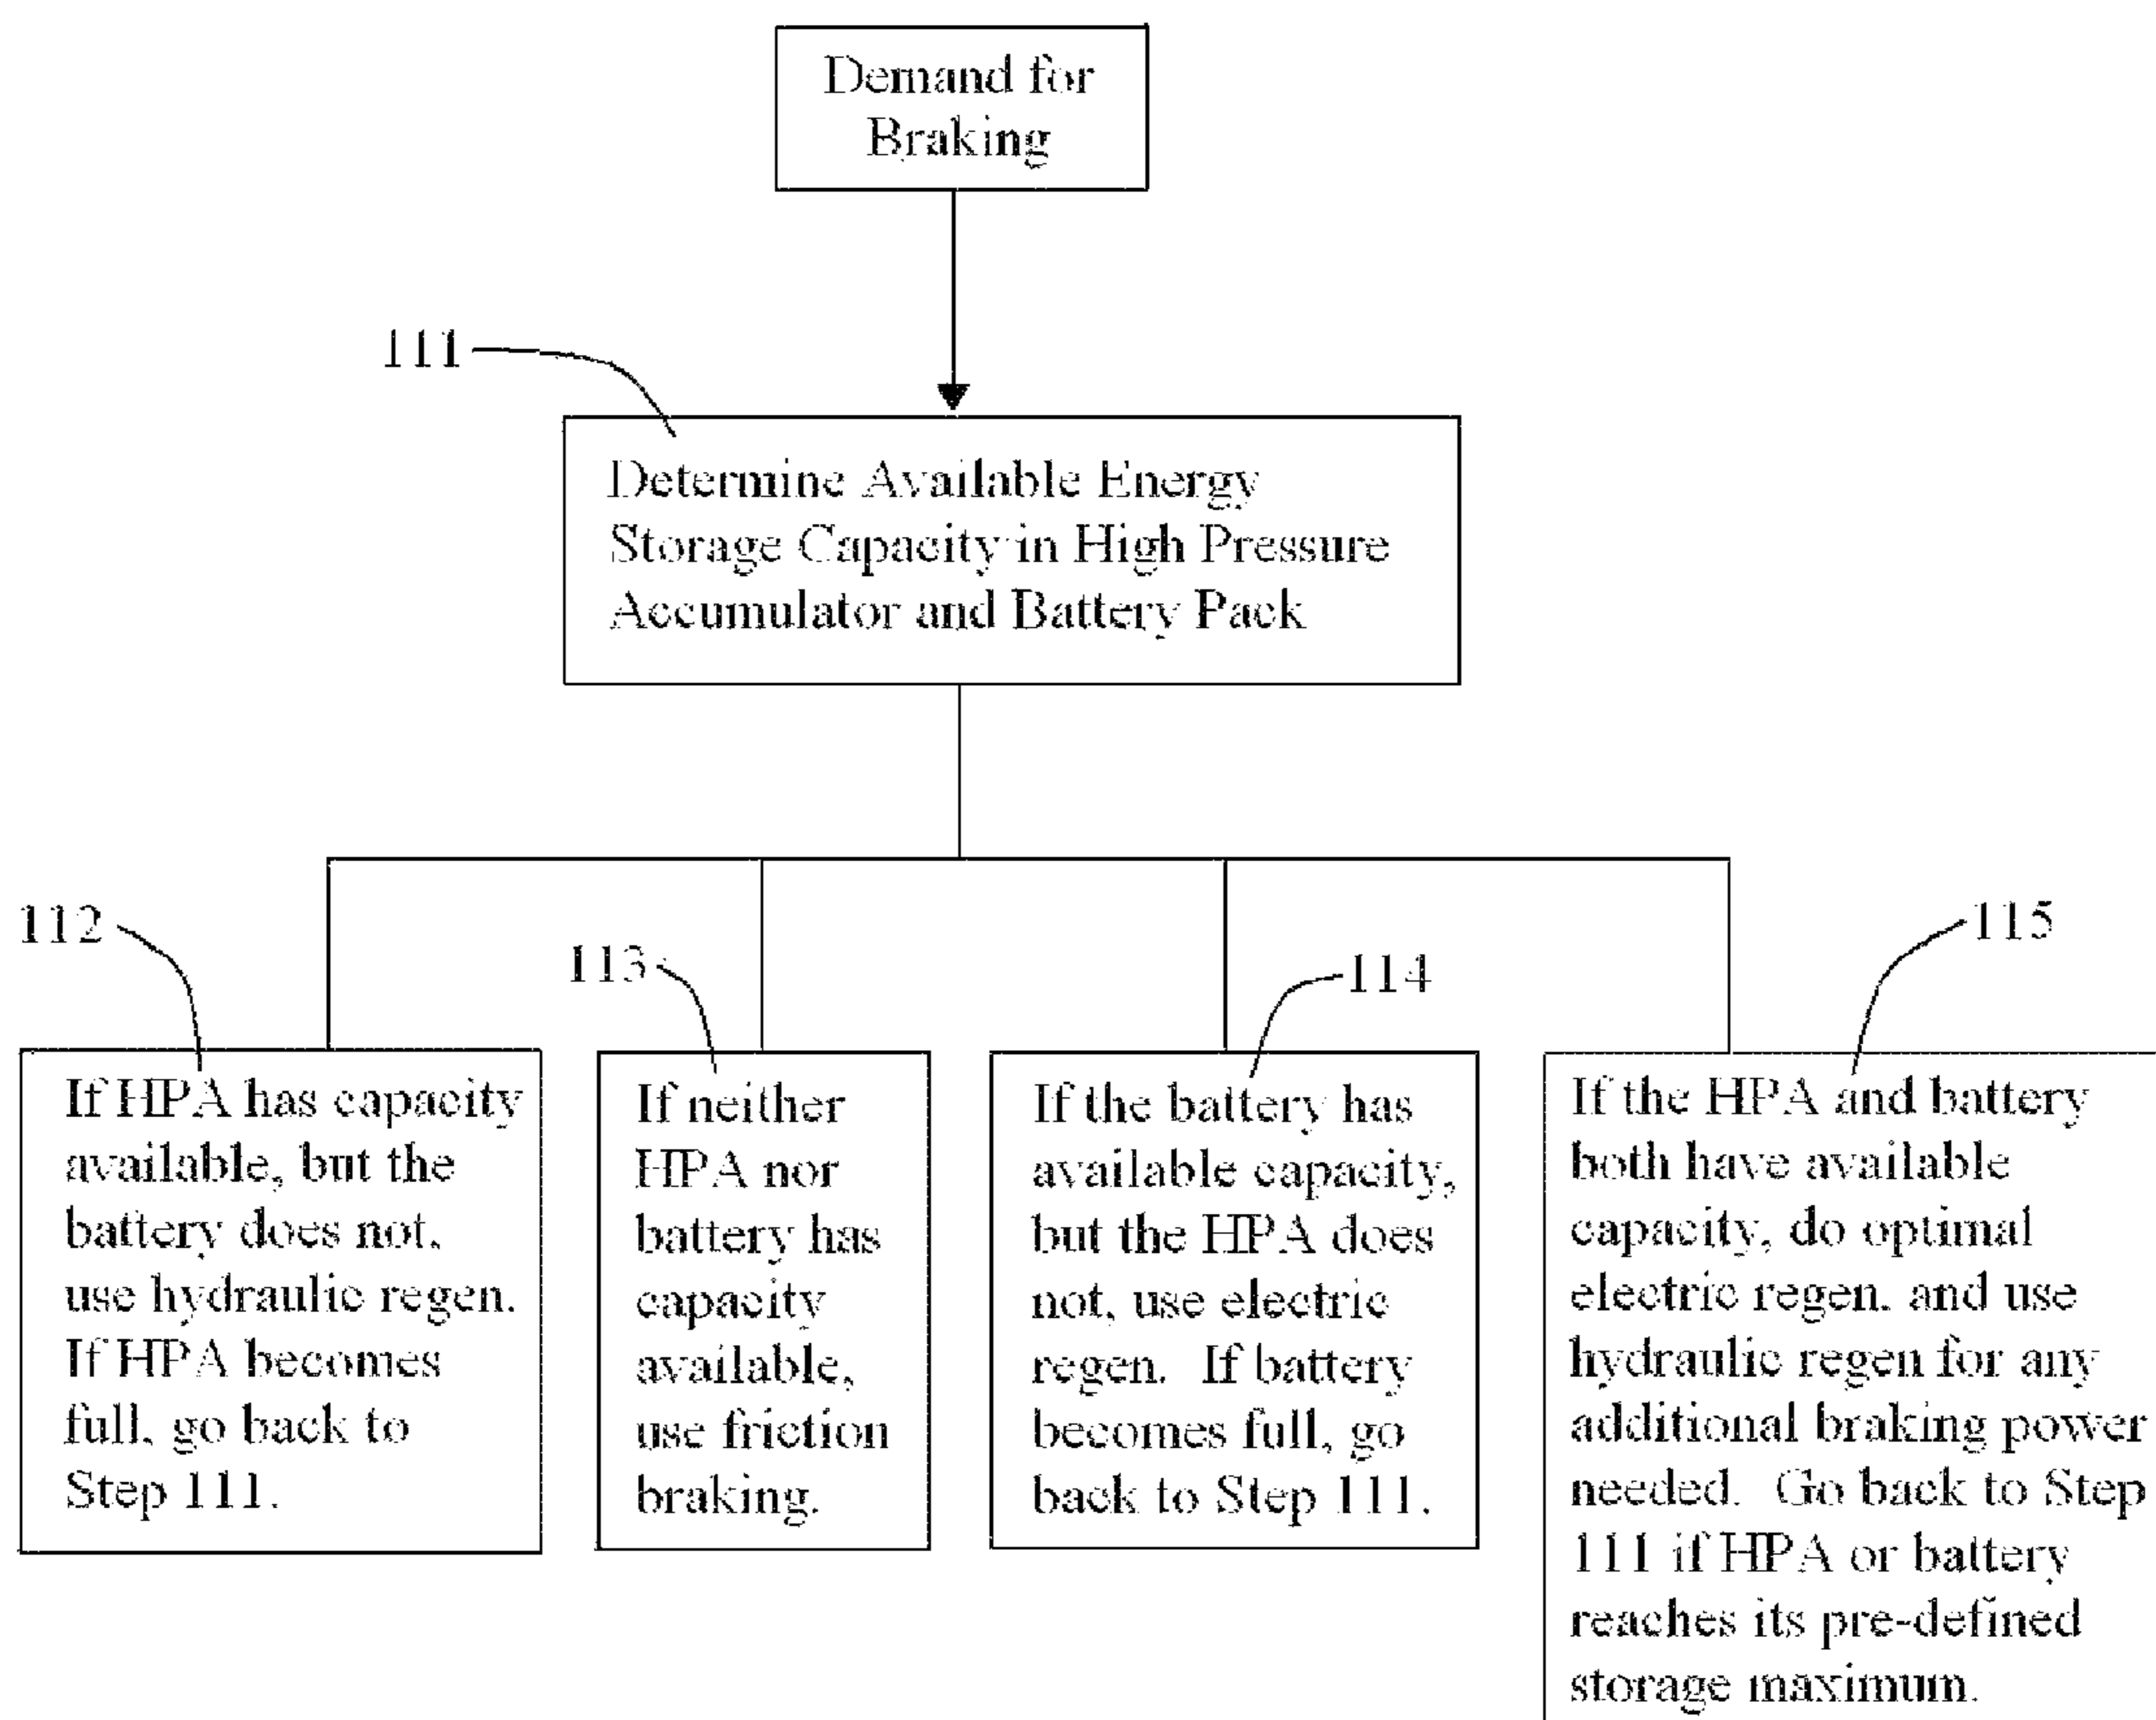 Demand for
Braking
111
Determine Available Energy
Storage Capacity in High Pressure
Accumulator and Battery Pack
112
113
114
115
If HPA has capacity
available, but the
battery does not,
use hydraulic regen.
If HPA becomes
full, go back to
Step 111.
If neither
HPA nor
battery has
capacity
available,
use friction
braking.
If the battery has
available capacity,
but the HPA does
not, use electric
regen.  If battery
becomes full, go
back to Step 111.
If the HPA and battery
both have available
capacity, do optimal
electric regen, and use
hydraulic regen for any
additional braking power
needed.  Go back to Step
111 if HPA or battery
reaches its pre-defined
storage maximum.